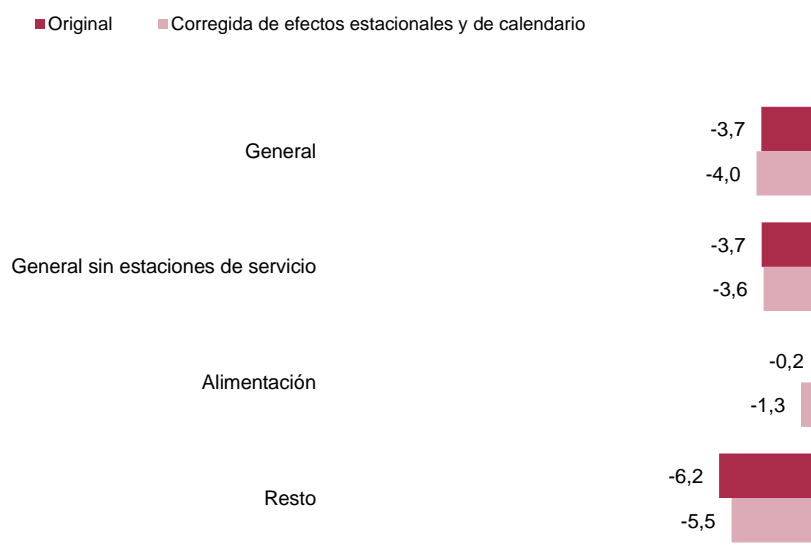 Original Corregida de efectos estacionales y de calendario
-3,7
General
-4,0
-3,7
General sin estaciones de servicio
-3,6
-0,2
Alimentación
-1,3
-6,2
Resto
-5,5